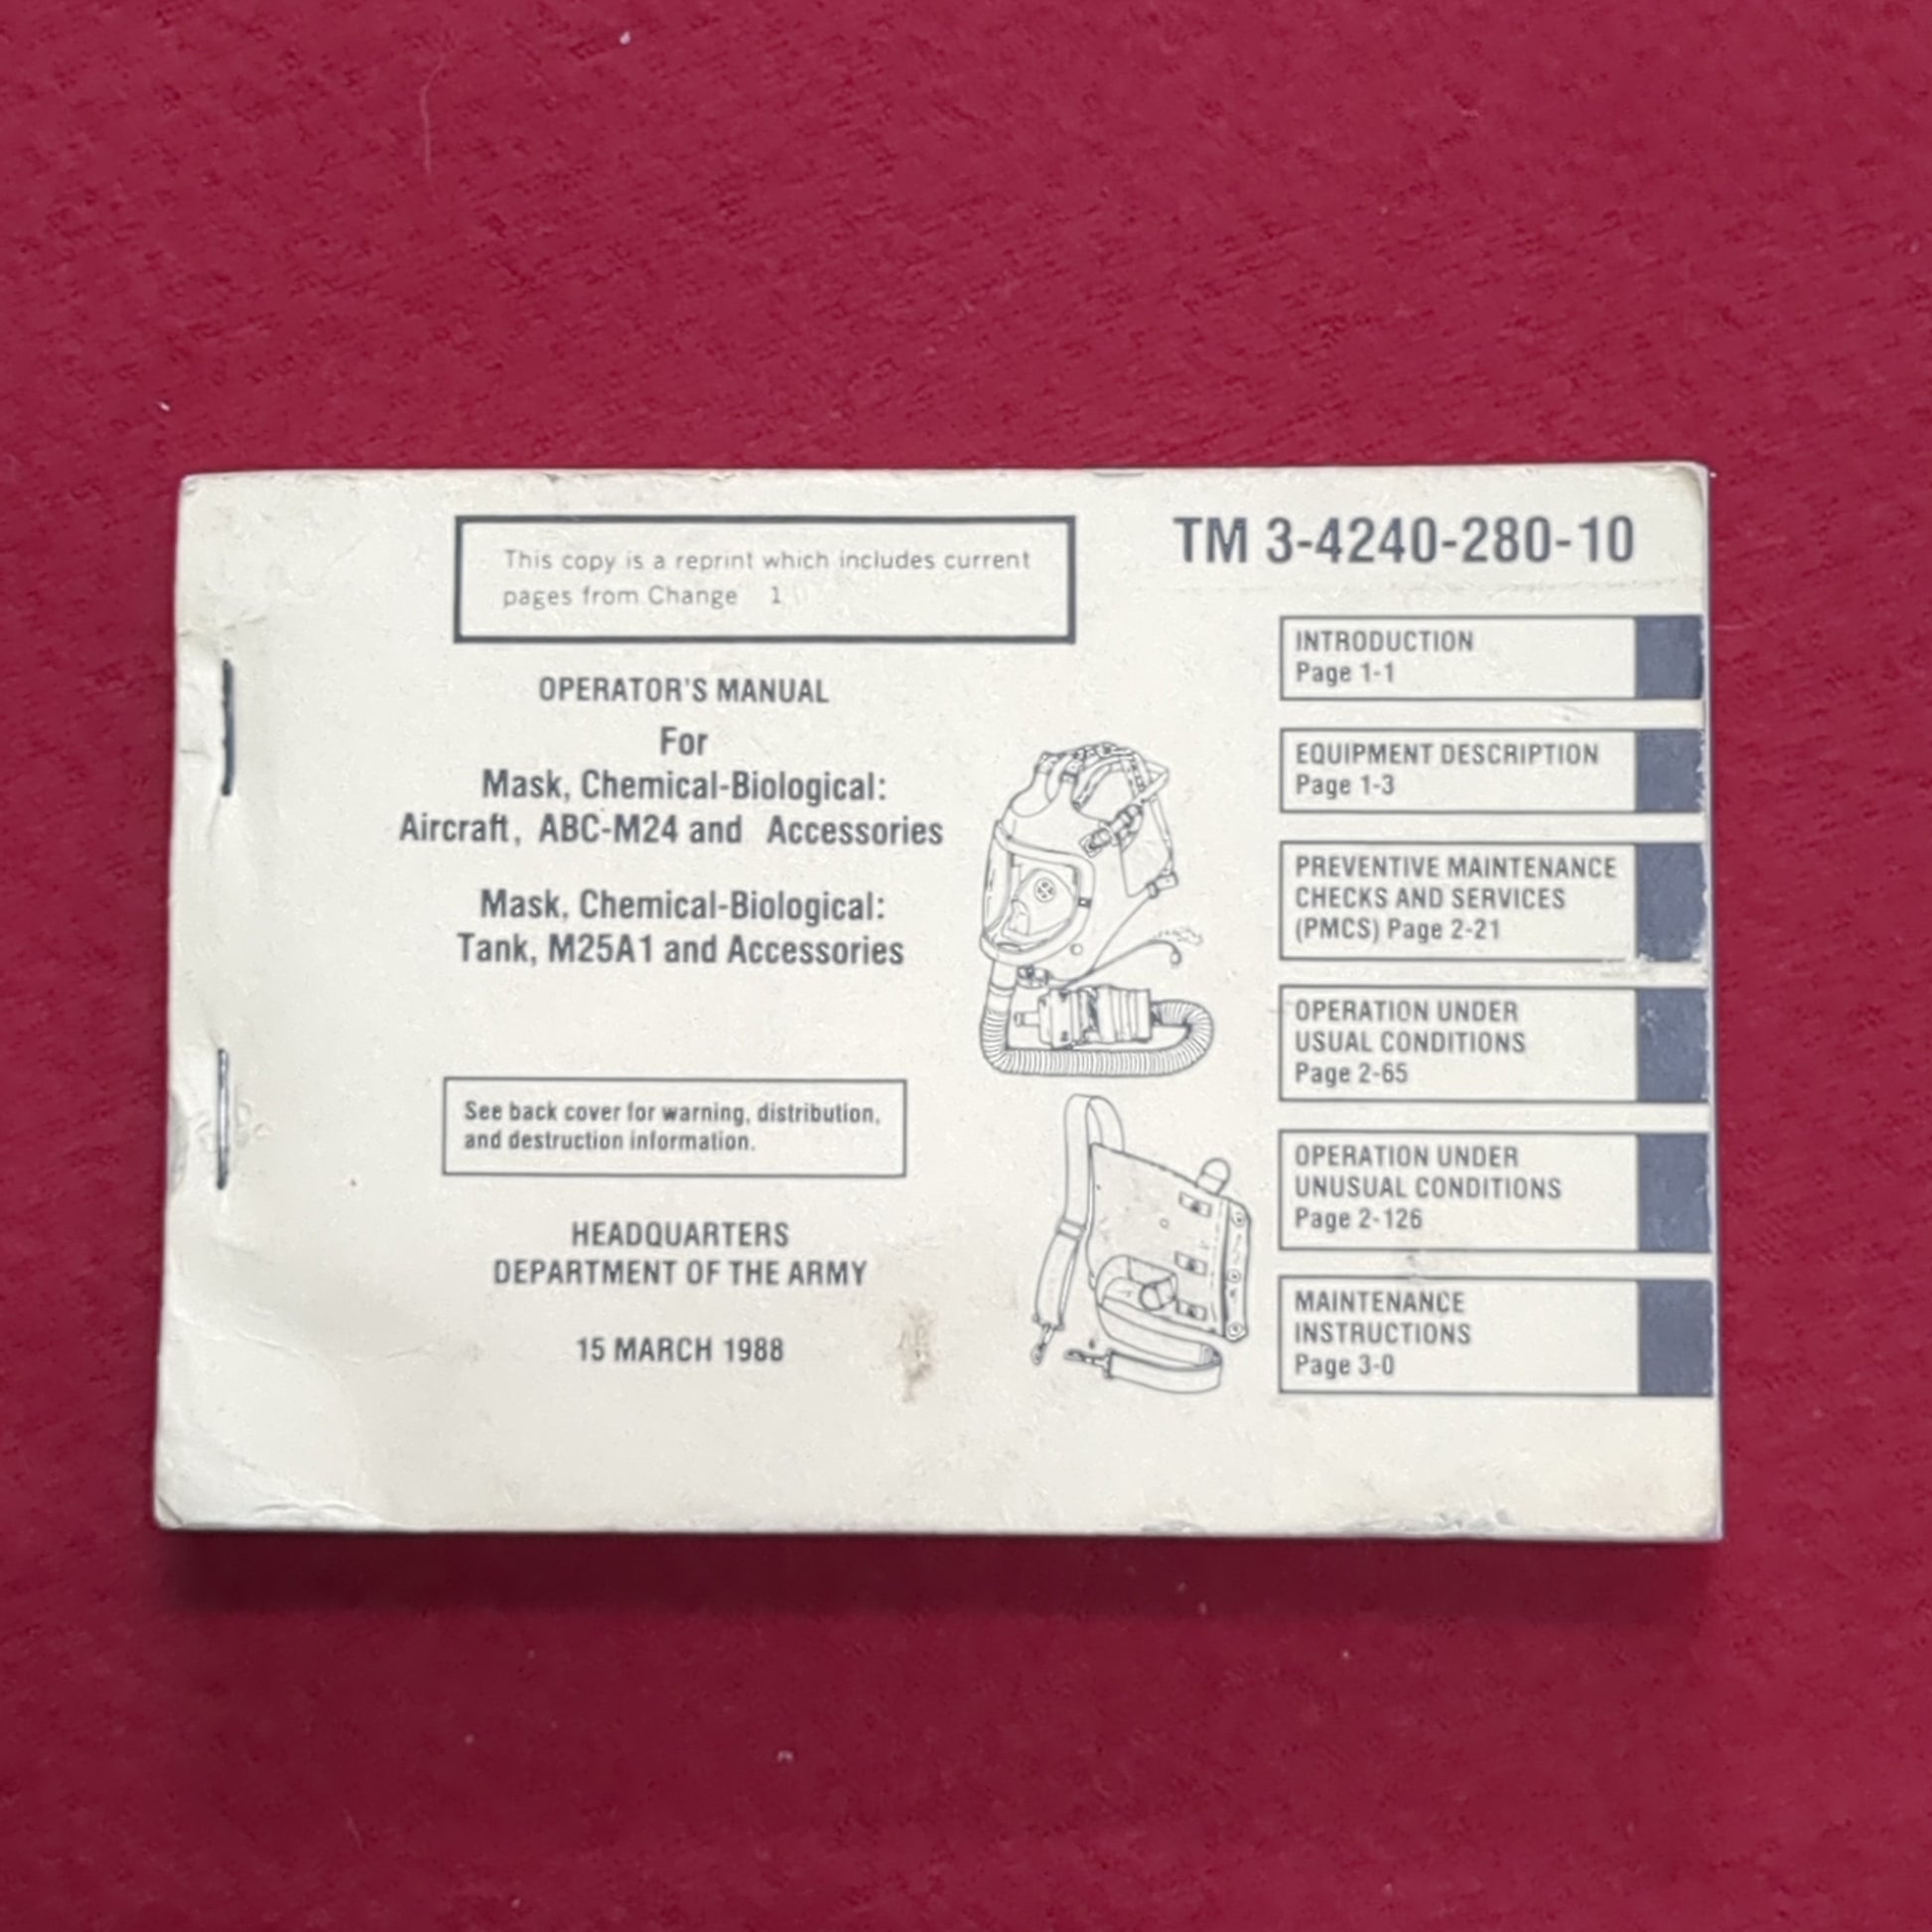 This copy is a reprint which includes current
pages from Change 1
TM 3-4240-280-10
OPERATOR'S MANUAL
For
Mask, Chemical-Biological:
Aircraft, ABC-M24 and Accessories
Mask, Chemical-Biological:
Tank, M25A1 and Accessories
See back cover for warning, distribution,
and destruction information.
HEADQUARTERS
DEPARTMENT OF THE ARMY
15 MARCH 1988
INTRODUCTION
Page 1-1
EQUIPMENT DESCRIPTION
Page 1-3
PREVENTIVE MAINTENANCE
CHECKS AND SERVICES
(PMCS) Page 2-21
OPERATION UNDER
USUAL CONDITIONS
Page 2-65
OPERATION UNDER
UNUSUAL CONDITIONS
Page 2-126
MAINTENANCE
INSTRUCTIONS
Page 3-0